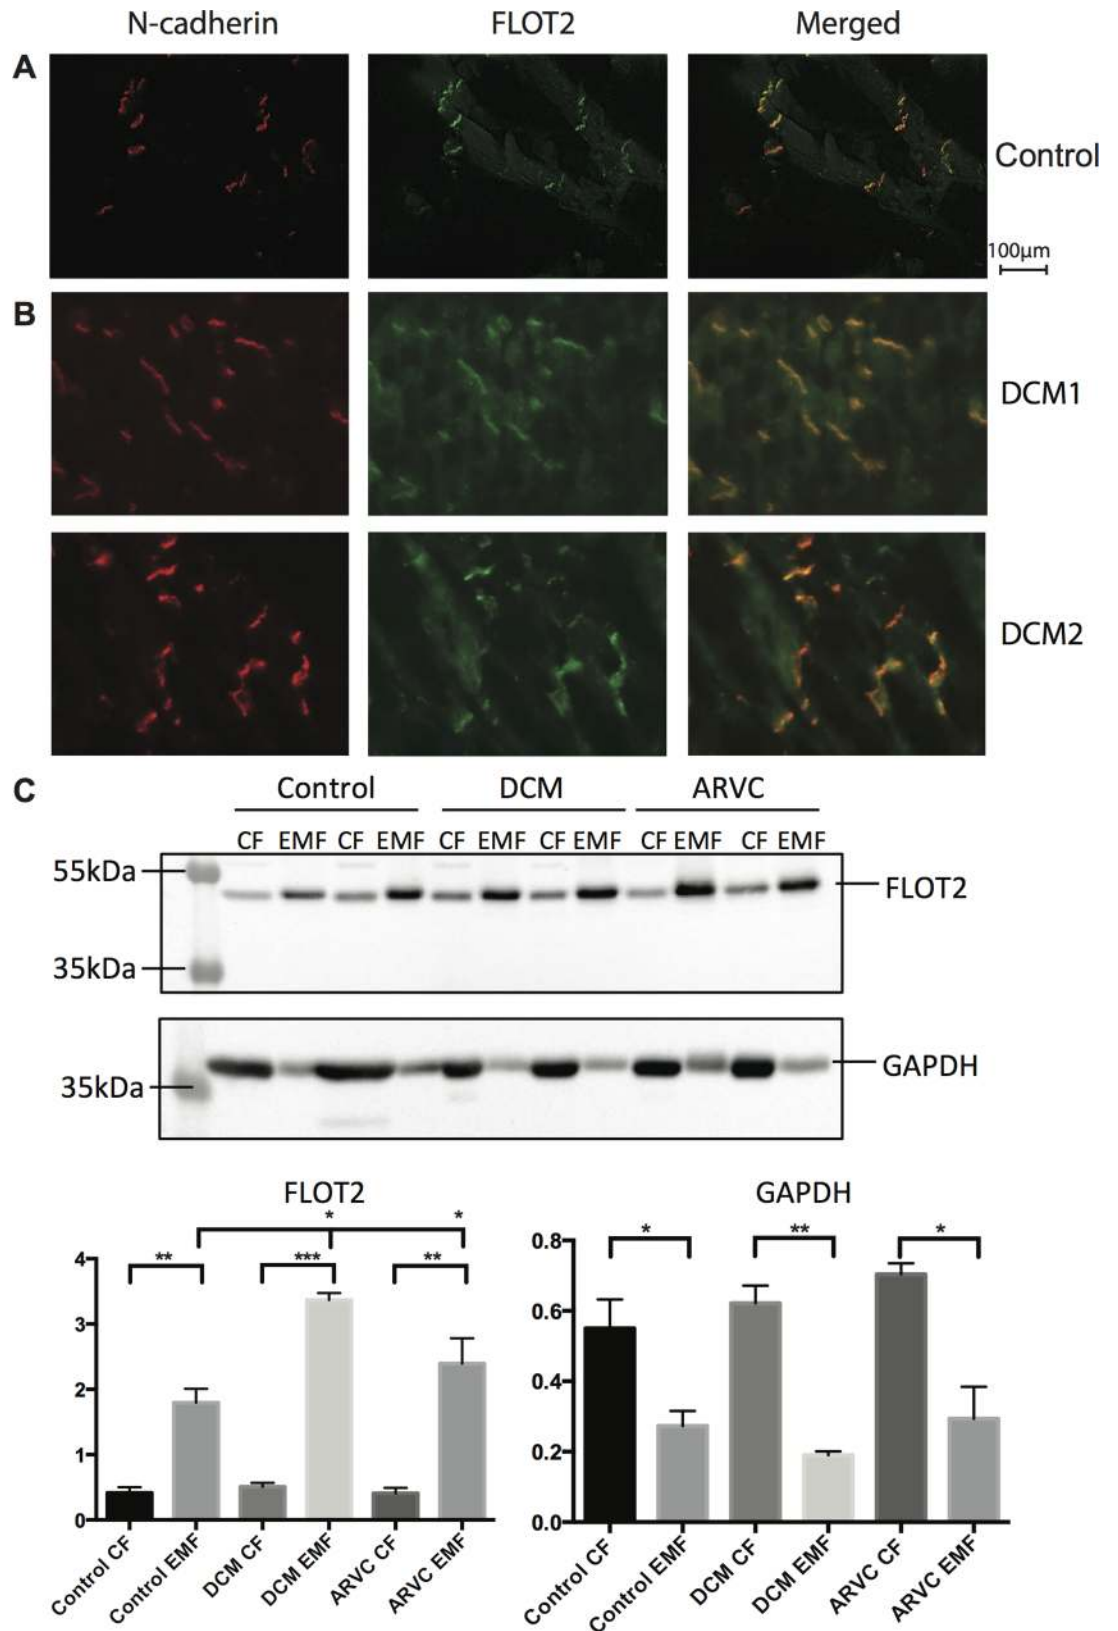 N-cadherin FLOT2 Merged
A
Control
100µm
B
DCM1
DCM2
C
Control DCM ARVC
CF EMF CF EMF CF EMF CF EMF CF EMF CF EMF
55kDa
FLOT2
35kDa
GAPDH
35kDa
FLOT2
* *
** *** **
4
3
2
1
0
Control CF
Control EMF
DCM CF
DCM EMF
ARVC CF
ARVC EMF
GAPDH
* ** *
0.8
0.6
0.4
0.2
0.0
Control CF
Control EMF
DCM CF
DCM EMF
ARVC CF
ARVC EMF